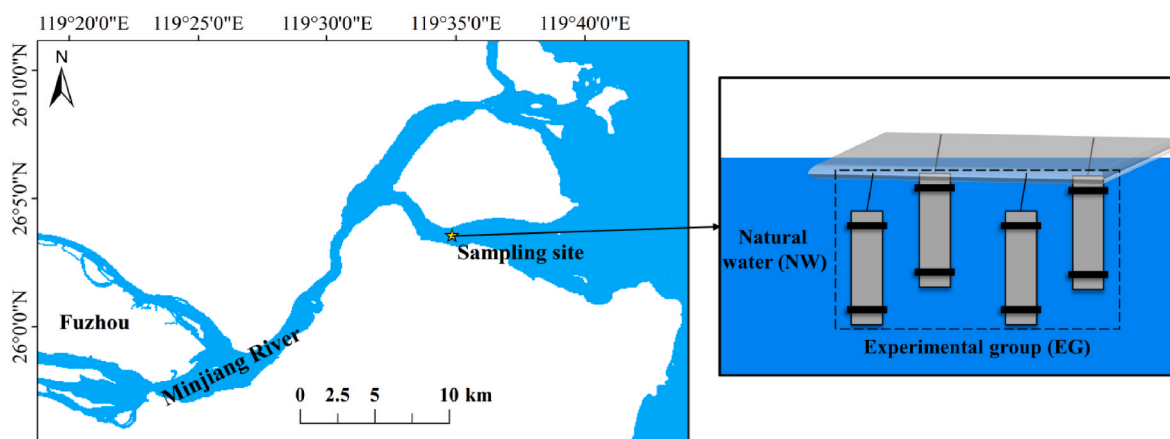 119°20'0"E 119°25'0"E 119°30'0"E 119°35'0"E 119°40'0"E
N
26°10'0"N
26°5'0"N
26°0'0"N
Sampling site
Fuzhou
Minjiang River
0 2.5 5 10 km
Natural
water (NW)
Experimental group (EG)